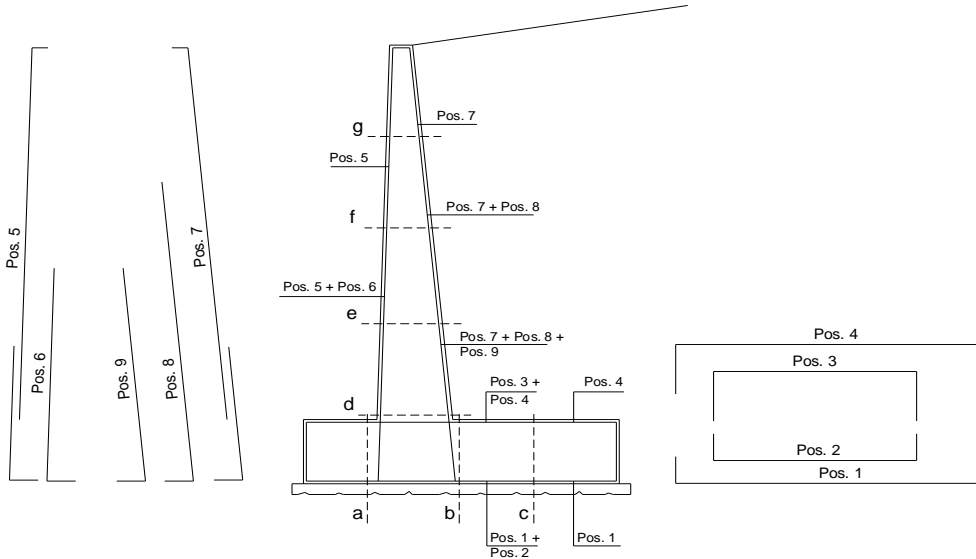 Pos. 5
Pos. 6
Pos. 9
Pos. 8
Pos. 7
g
Pos. 7
Pos. 5
f
Pos. 7 + Pos. 8
Pos. 5 + Pos. 6
e
Pos. 7 + Pos. 8 +
Pos. 9
d
Pos. 3 +
Pos. 4
Pos. 4
a
b
c
Pos. 1 +
Pos. 2
Pos. 1
Pos. 4
Pos. 3
Pos. 2
Pos. 1